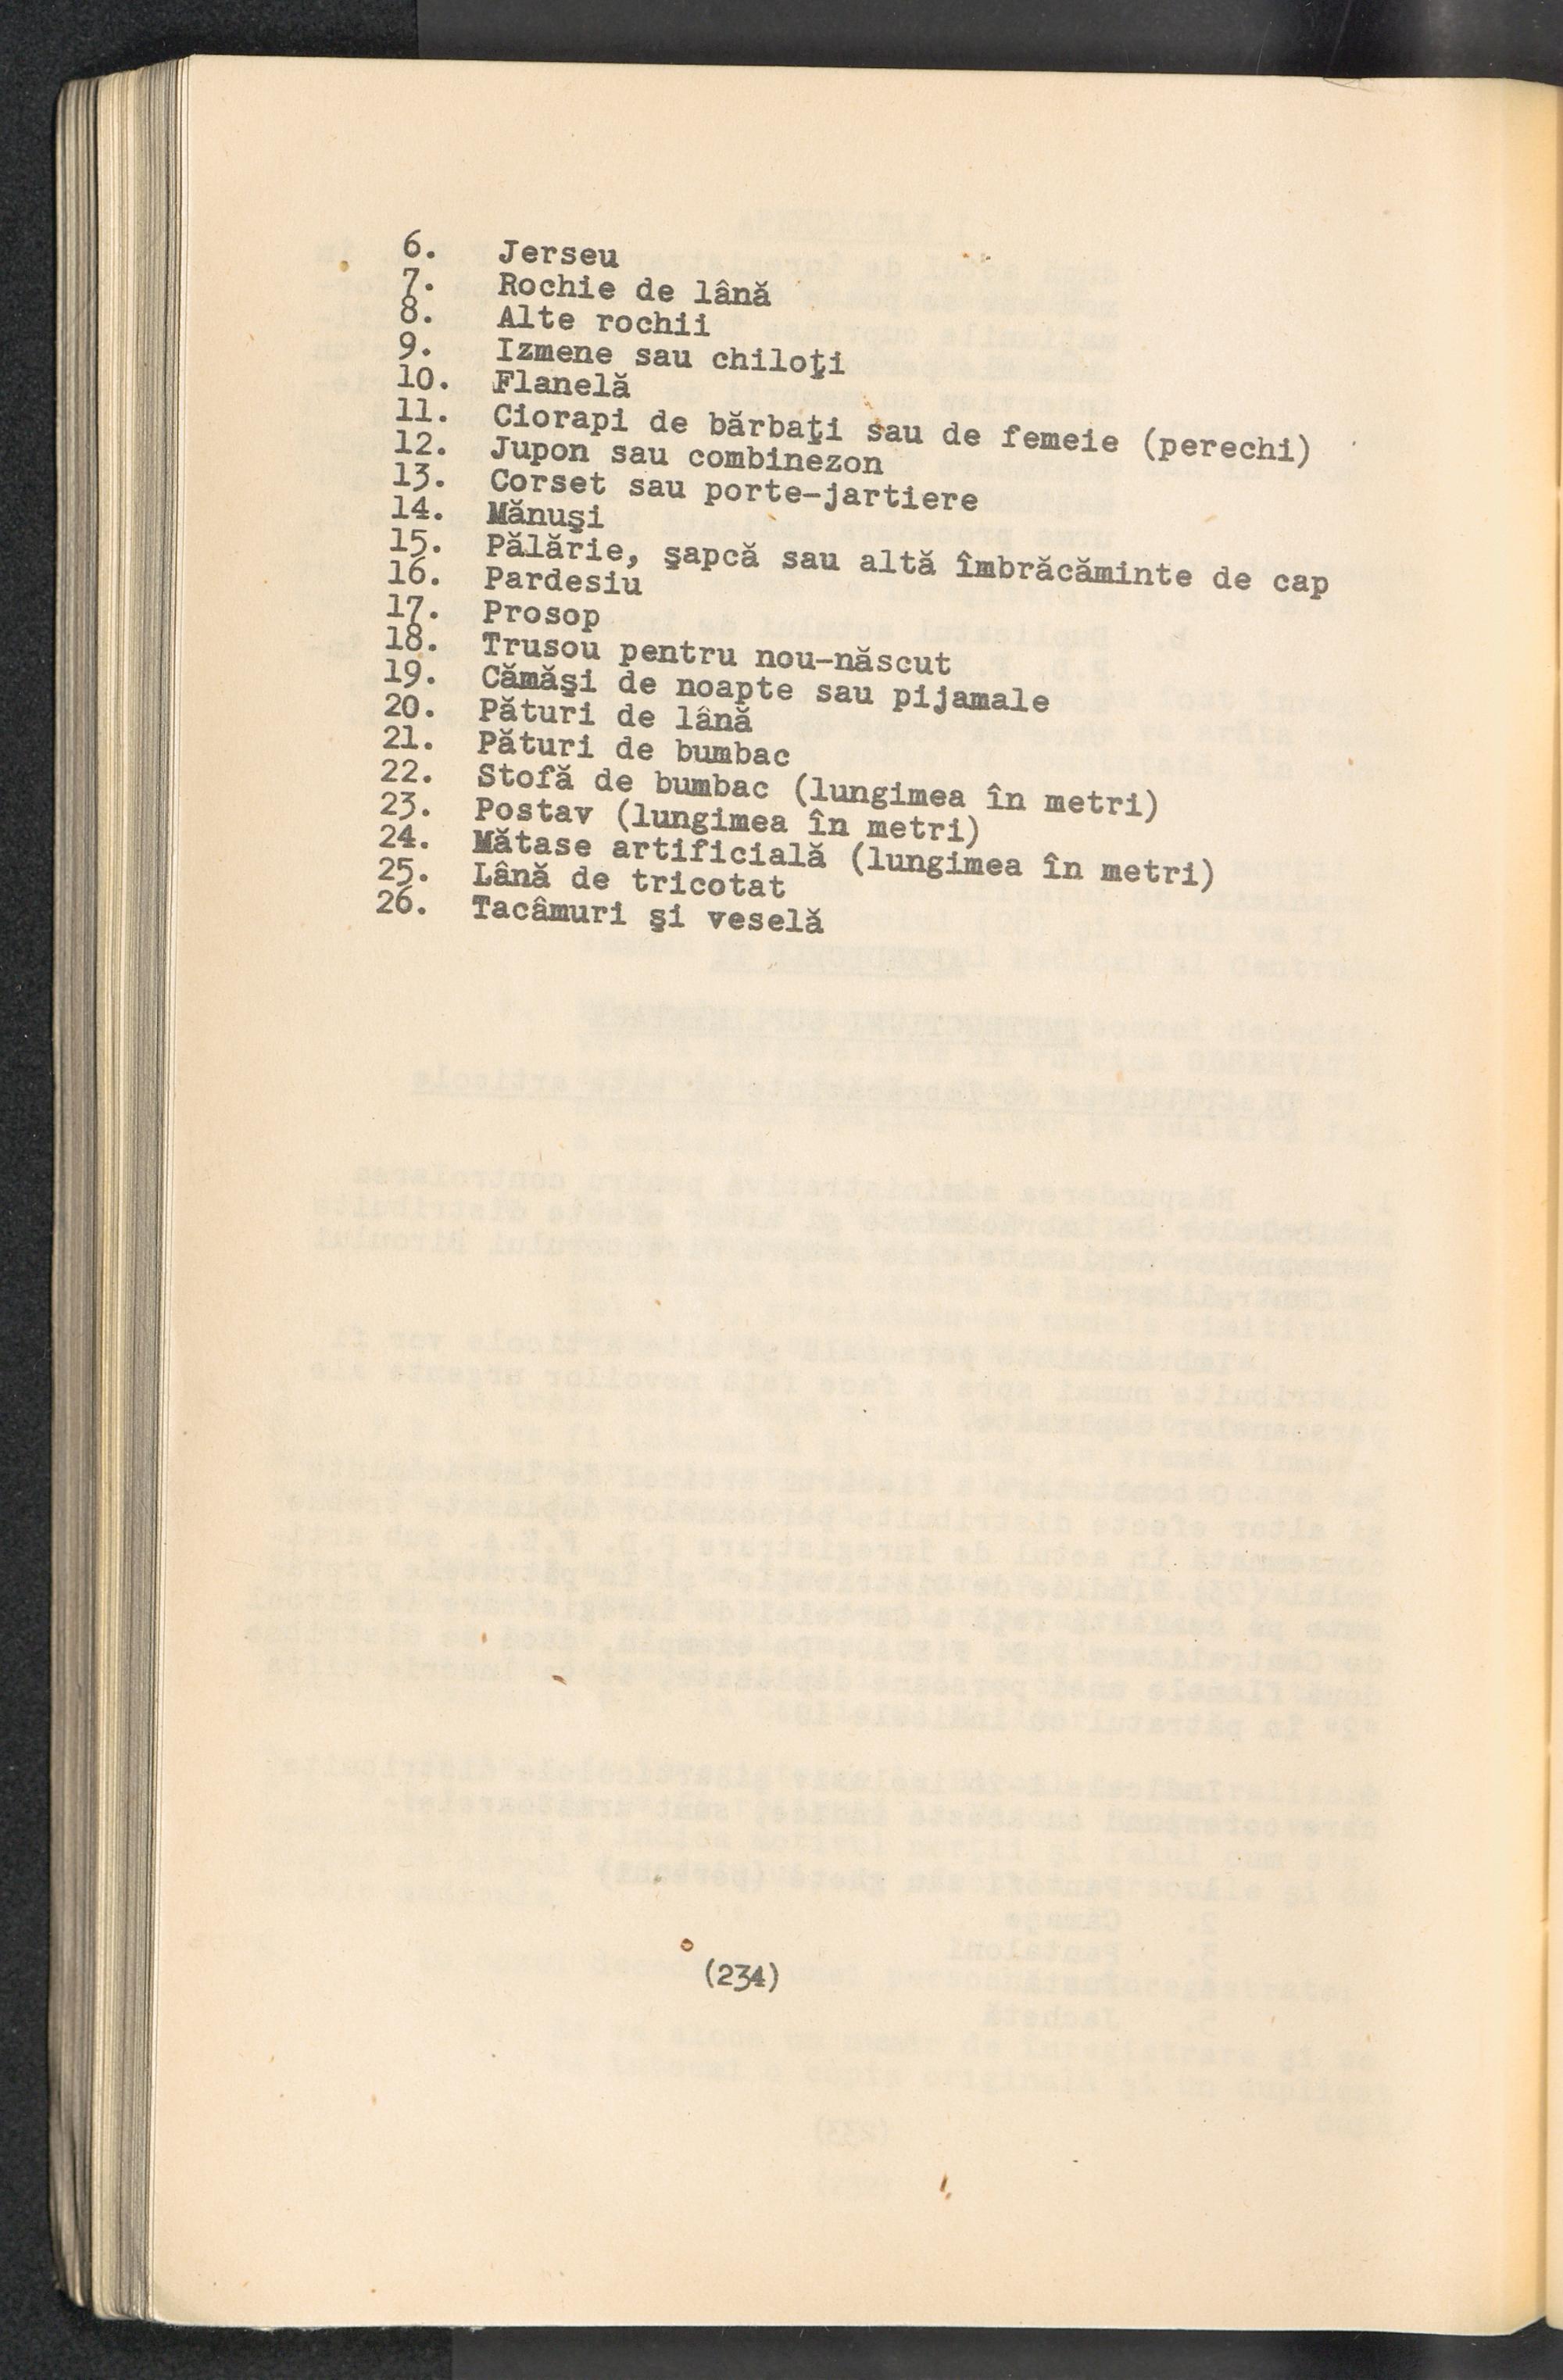 6. Jerseu
7. Rochie de lână
8. Alte rochii
9. Izmene sau chiloţi
10. Flanelă
11. Ciorapi de bărbaţi sau de femeie (perechi)
12. Jupon sau combinezon
13. Corset sau porte-jartiere
14. Mănuşi
15. Pălărie, şapcă sau altă îmbrăcăminte de cap
16. Pardesiu
17. Prosop
18. Trusou pentru nou-născut
19. Cămăşi de noapte sau pijamale
20. Pături de lână
21. Pături de bumbac
22. Stofă de bumbac (lungimea în metri)
23. Postav (lungimea în metri)
24. Mătase artificială (lungimea în metri)
25. Lână de tricotat
26. Tacâmuri şi veselă
(234)